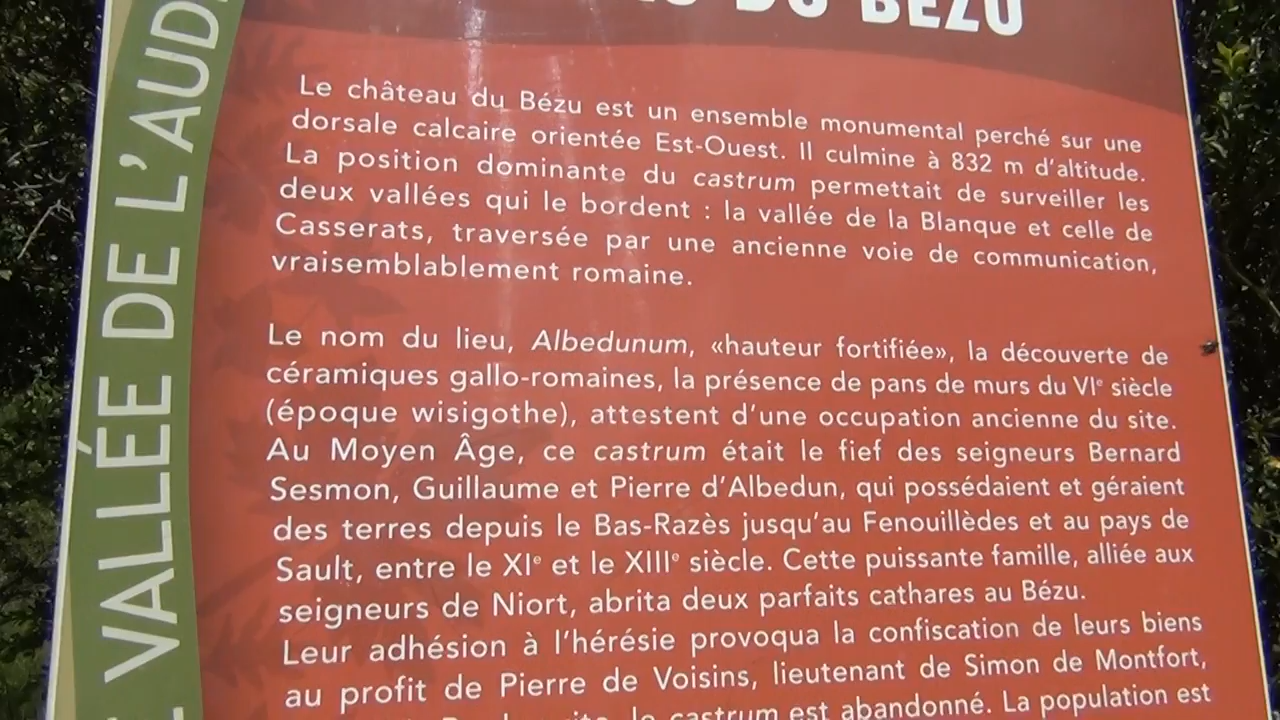 DU BÉZU
VALLÉE DE L'AUD
Le château du Bézu est un ensemble monumental perché sur une
dorsale calcaire orientée Est-Ouest. Il culmine à 832 m d'altitude.
La position dominante du castrum permettait de surveiller les
deux vallées qui le bordent : la vallée de la Blanque et celle de
Casserats, traversée par une ancienne voie de communication,
vraisemblablement romaine.
Le nom du lieu, Albedunum, «hauteur fortifiée», la découverte de
céramiques gallo-romaines, la présence de pans de murs du VIe siècle
(époque wisigothe), attestent d'une occupation ancienne du site.
Au Moyen Âge, ce castrum était le fief des seigneurs Bernard
Sesmon, Guillaume et Pierre d'Albedun, qui possédaient et géraient
des terres depuis le Bas-Razès jusqu'au Fenouillèdes et au pays de
Sault, entre le XIe et le XIIIe siècle. Cette puissante famille, alliée aux
seigneurs de Niort, abrita deux parfaits cathares au Bézu.
Leur adhésion à l'hérésie provoqua la confiscation de leurs biens
au profit de Pierre de Voisins, lieutenant de Simon de Montfort,
le castrum est abandonné. La population est